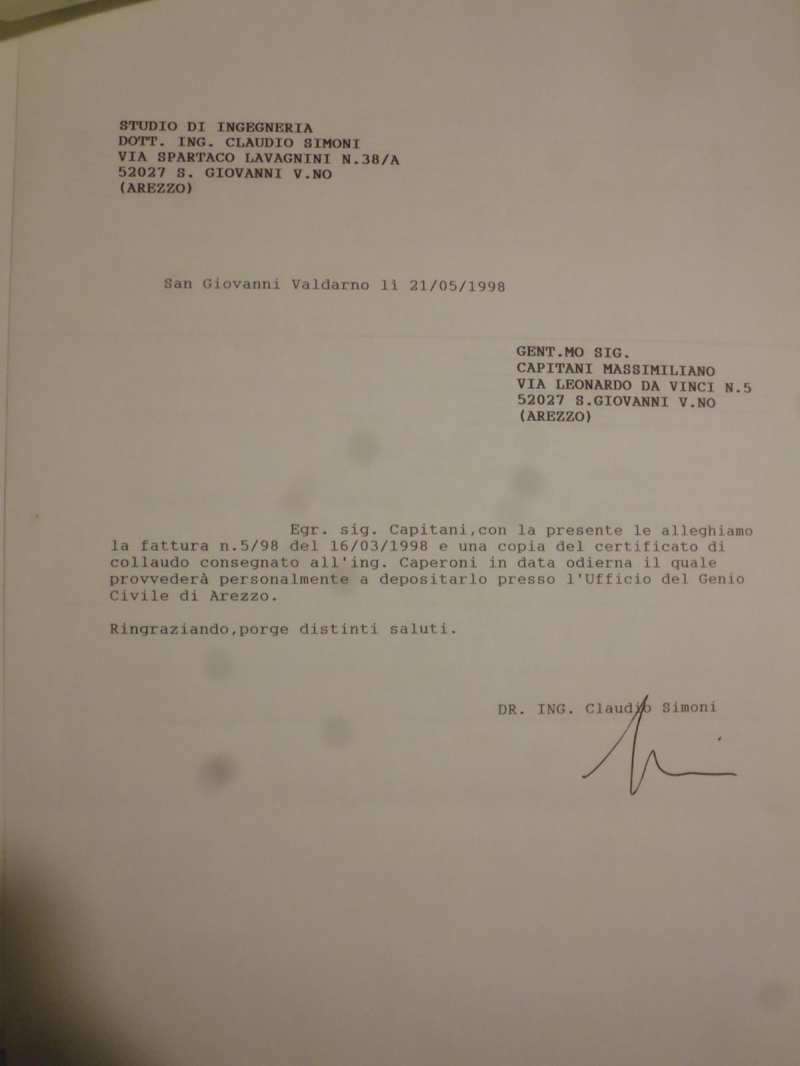 STUDIO DI INGEGNERIA
DOTT. ING. CLAUDIO SIMONI
VIA SPARTACO LAVAGNINI N.38/A
52027 S. GIOVANNI V.NO
(AREZZO)
San Giovanni Valdarno li 21/05/1998
GENT.MO SIG.
CAPITANI MASSIMILIANO
VIA LEONARDO DA VINCI N.5
52027 S.GIOVANNI V.NO
(AREZZO)
Egr. sig. Capitani,con la presente le alleghiamo
la fattura n.5/98 del 16/03/1998 e una copia del certificato di
collaudo consegnato all'ing. Caperoni in data odierna il quale
provvederà personalmente a depositarlo presso l'Ufficio del Genio
Civile di Arezzo.
Ringraziando,porge distinti saluti.
DR. ING. Claudio Simoni